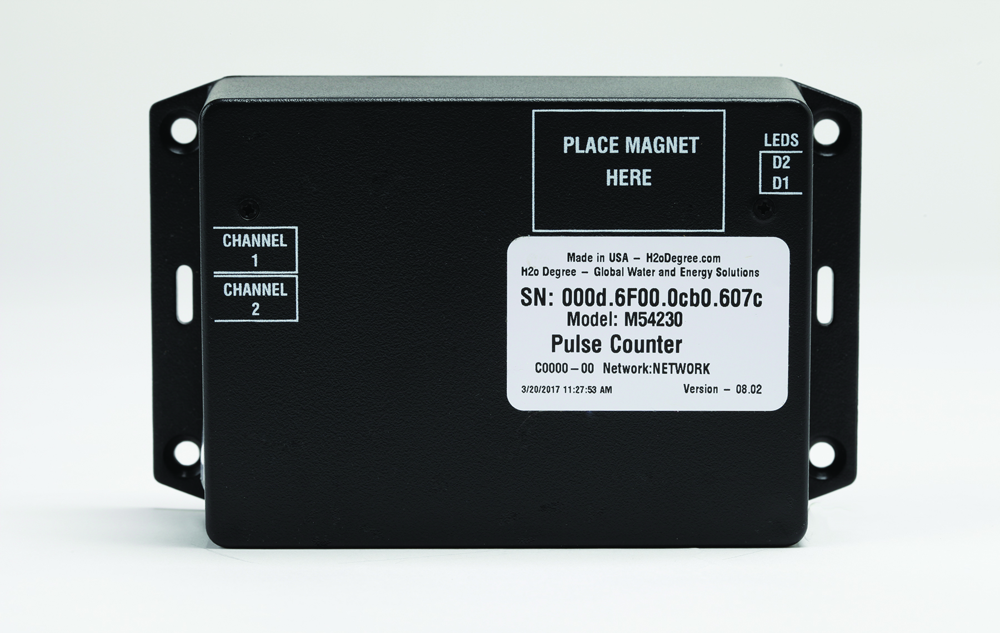 PLACE MAGNET
HERE
LEDS
D2
D1
CHANNEL
1
CHANNEL
2
Made in USA – H2oDegree.com
H2o Degree – Global Water and Energy Solutions
SN: 000d.6F00.0cb0.607c
Model: M54230
Pulse Counter
C0000–00 Network:NETWORK
3/20/2017 11:27:53 AM Version – 08.02